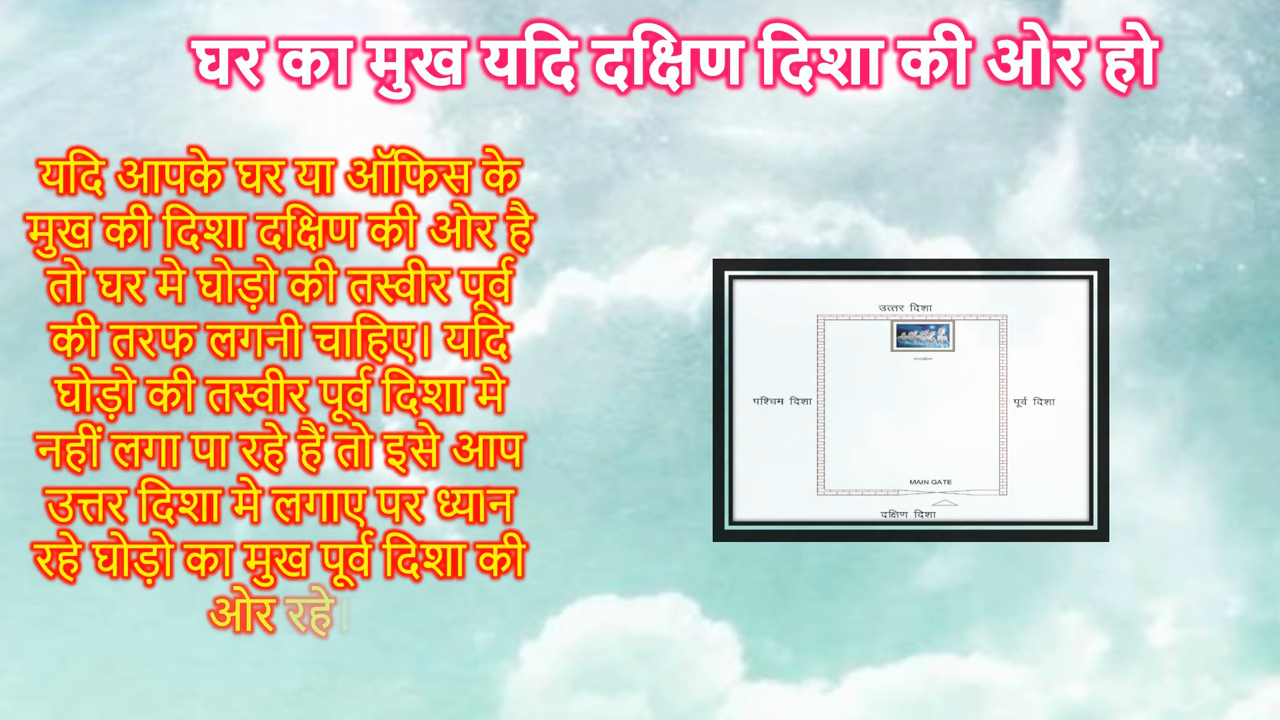 घर का मुख यदि दक्षिण दिशा की ओर हो
यदि आपके घर या ऑफिस के
मुख की दिशा दक्षिण की ओर है
तो घर मे घोड़ो की तस्वीर पूर्व
की तरफ लगनी चाहिए। यदि
घोड़ो की तस्वीर पूर्व दिशा मे
नहीं लगा पा रहे हैं तो इसे आप
उत्तर दिशा मे लगाए पर ध्यान
रहे घोड़ो का मुख पूर्व दिशा की
ओर रहे।
उत्तर दिशा
पश्चिम दिशा
पूर्व दिशा
MAIN GATE
दक्षिण दिशा